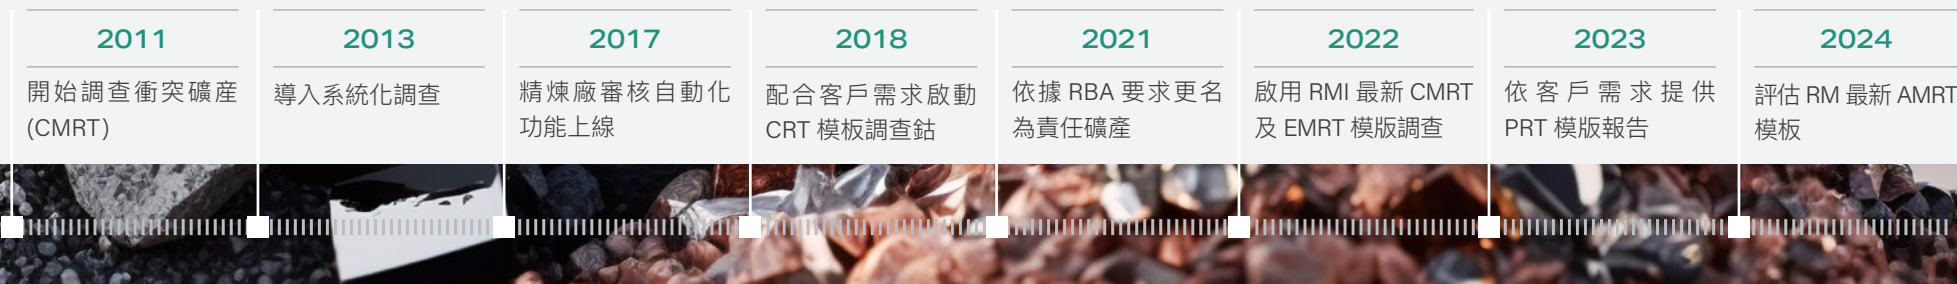 2011
開始調查衝突礦産
(CMRT)
2013
導入系統化調查
2017
精煉廠審核自動化
功能上線
2018
配合客戶需求啟動
CRT 模板調查鈷
2021
依據 RBA 要求更名
為責任礦產
2022
啟用 RMI 最新 CMRT
及 EMRT 模版調查
2023
依客戶需求提供
PRT 模版報告
2024
評估 RM 最新 AMRT
模板